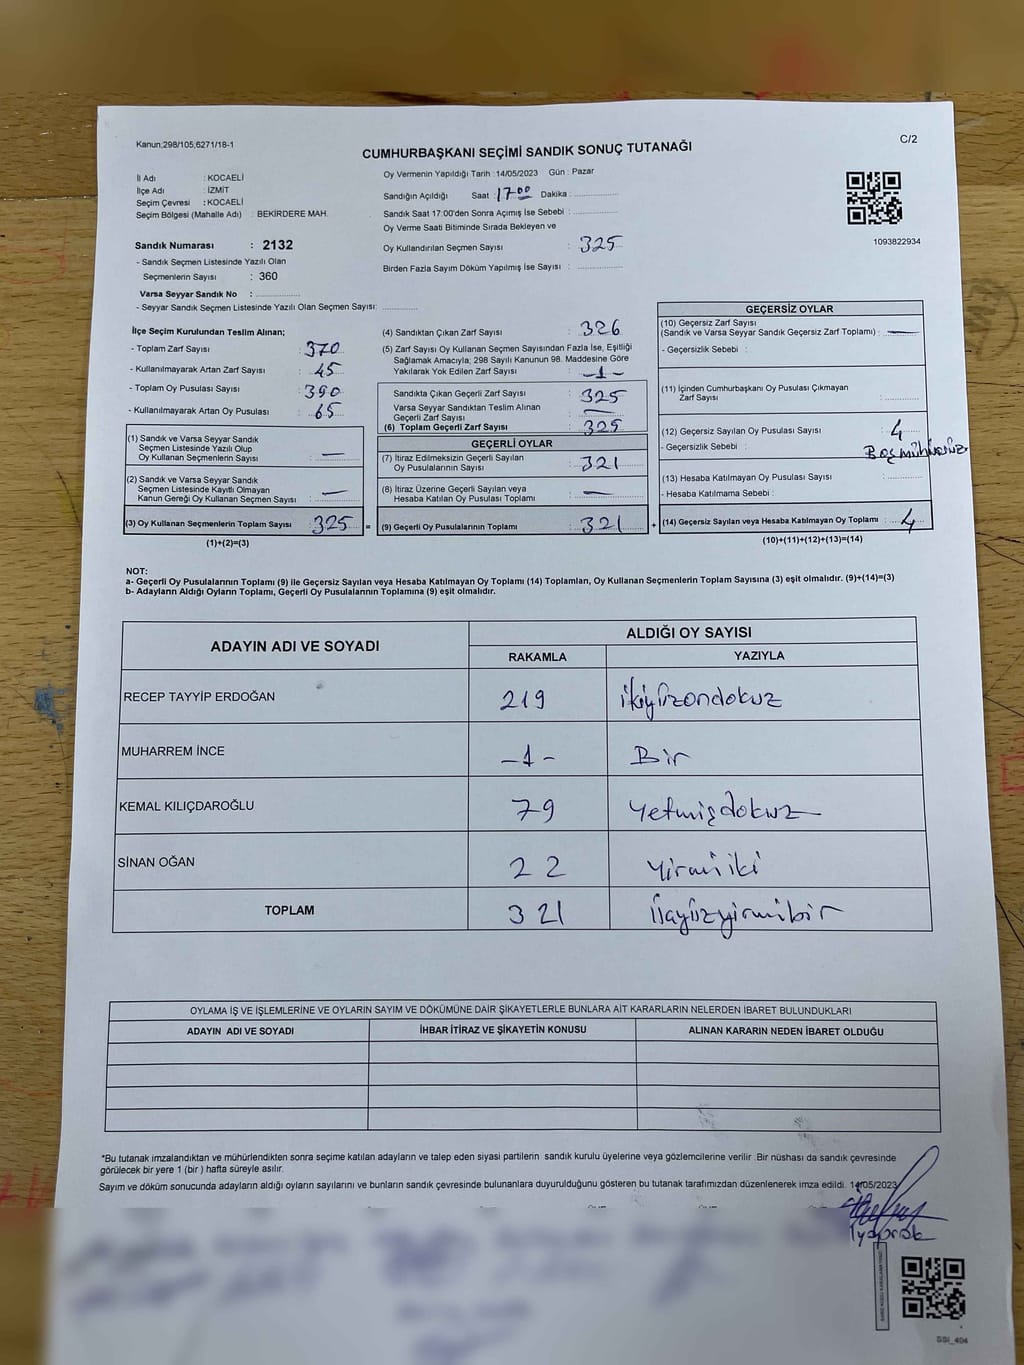 Kanun,298/105,6271/18-1
C/2
CUMHURBAŞKANI SEÇİMİ SANDIK SONUÇ TUTANAĞI
İl Adı : KOCAELİ
İlçe Adı : İZMİT
Seçim Çevresi : KOCAELİ
Seçim Bölgesi (Mahalle Adı) : BEKİRDERE MAH.
Sandık Numarası : 2132
- Sandık Seçmen Listesinde Yazılı Olan
Seçmenlerin Sayısı : 360
Varsa Seyyar Sandık No :
- Seyyar Sandık Seçmen Listesinde Yazılı Olan Seçmen Sayısı:
Oy Vermenin Yapıldığı Tarih :14/05/2023 Gün : Pazar
Sandığın Açıldığı Saat :17:00 Dakika :
Sandık Saat 17:00'den Sonra Açımış İse Sebebi :
Oy Verme Saati Bitiminde Sırada Bekleyen ve
Oy Kullandırılan Seçmen Sayısı : 325
Birden Fazla Sayım Döküm Yapılmış İse Sayısı :
1093822934
İlçe Seçim Kurulundan Teslim Alınan;
- Toplam Zarf Sayısı : 370
- Kullanılmayarak Artan Zarf Sayısı : 45
- Toplam Oy Pusulası Sayısı : 390
- Kullanılmayarak Artan Oy Pusulası : 65
(1) Sandık ve Varsa Seyyar Sandık
Seçmen Listesinde Yazılı Olup
Oy Kullanan Seçmenlerin Sayısı : —
(2) Sandık ve Varsa Seyyar Sandık
Seçmen Listesinde Kayıtlı Olmayan
Kanun Gereği Oy Kullanan Seçmen Sayısı : —
(3) Oy Kullanan Seçmenlerin Toplam Sayısı : 325 =
(1)+(2)=(3)
(4) Sandıktan Çıkan Zarf Sayısı : 326
(5) Zarf Sayısı Oy Kullanan Seçmen Sayısından Fazla İse, Eşitliği
Sağlamak Amacıyla; 298 Sayılı Kanunun 98. Maddesine Göre
Yakılarak Yok Edilen Zarf Sayısı : -1-
Sandıkta Çıkan Geçerli Zarf Sayısı : 325
Varsa Seyyar Sandıktan Teslim Alınan
Geçerli Zarf Sayısı : —
(6) Toplam Geçerli Zarf Sayısı : 325
GEÇERLİ OYLAR
(7) İtiraz Edilmeksizin Geçerli Sayılan
Oy Pusulalarının Sayısı : 321
(8) İtiraz Üzerine Geçerli Sayılan veya
Hesaba Katılan Oy Pusulası Toplamı : —
(9) Geçerli Oy Pusulalarının Toplamı : 321 +
GEÇERSİZ OYLAR
(10) Geçersiz Zarf Sayısı
(Sandık ve Varsa Seyyar Sandık Geçersiz Zarf Toplamı) : —
- Geçersizlik Sebebi :
(11) İçinden Cumhurbaşkanı Oy Pusulası Çıkmayan
Zarf Sayısı :
(12) Geçersiz Sayılan Oy Pusulası Sayısı : 4
- Geçersizlik Sebebi : Boş mühürsüz
(13) Hesaba Katılmayan Oy Pusulası Sayısı :
- Hesaba Katılmama Sebebi :
(14) Geçersiz Sayılan veya Hesaba Katılmayan Oy Toplamı : 4
(10)+(11)+(12)+(13)=(14)
NOT:
a- Geçerli Oy Pusulalarının Toplamı (9) ile Geçersiz Sayılan veya Hesaba Katılmayan Oy Toplamı (14) Toplamları, Oy Kullanan Seçmenlerin Toplam Sayısına (3) eşit olmalıdır. (9)+(14)=(3)
b- Adayların Aldığı Oyların Toplamı, Geçerli Oy Pusulalarının Toplamına (9) eşit olmalıdır.
ADAYIN ADI VE SOYADI ALDIĞI OY SAYISI
RAKAMLA YAZIYLA
RECEP TAYYİP ERDOĞAN 219 ikiyüzondokuz
MUHARREM İNCE -1- Bir
KEMAL KILIÇDAROĞLU 79 yetmişdokuz
SİNAN OĞAN 22 yirmiiki
TOPLAM 321 üçyüzyirmibir
OYLAMA İŞ VE İŞLEMLERİNE VE OYLARIN SAYIM VE DÖKÜMÜNE DAİR ŞİKAYETLERLE BUNLARA AİT KARARLARIN NELERDEN İBARET BULUNDUKLARI
ADAYIN ADI VE SOYADI İHBAR İTİRAZ VE ŞİKAYETİN KONUSU ALINAN KARARIN NEDEN İBARET OLDUĞU
*Bu tutanak imzalandıktan ve mühürlendikten sonra seçime katılan adayların ve talep eden siyasi partilerin sandık kurulu üyelerine veya gözlemcilerine verilir .Bir nüshası da sandık çevresinde
görülecek bir yere 1 (bir ) hafta süreyle asılır.
Sayım ve döküm sonucunda adayların aldığı oyların sayılarını ve bunların sandık çevresinde bulunanlara duyurulduğunu gösteren bu tutanak tarafımızdan düzenlenerek imza edildi. 14/05/2023
SSI_404